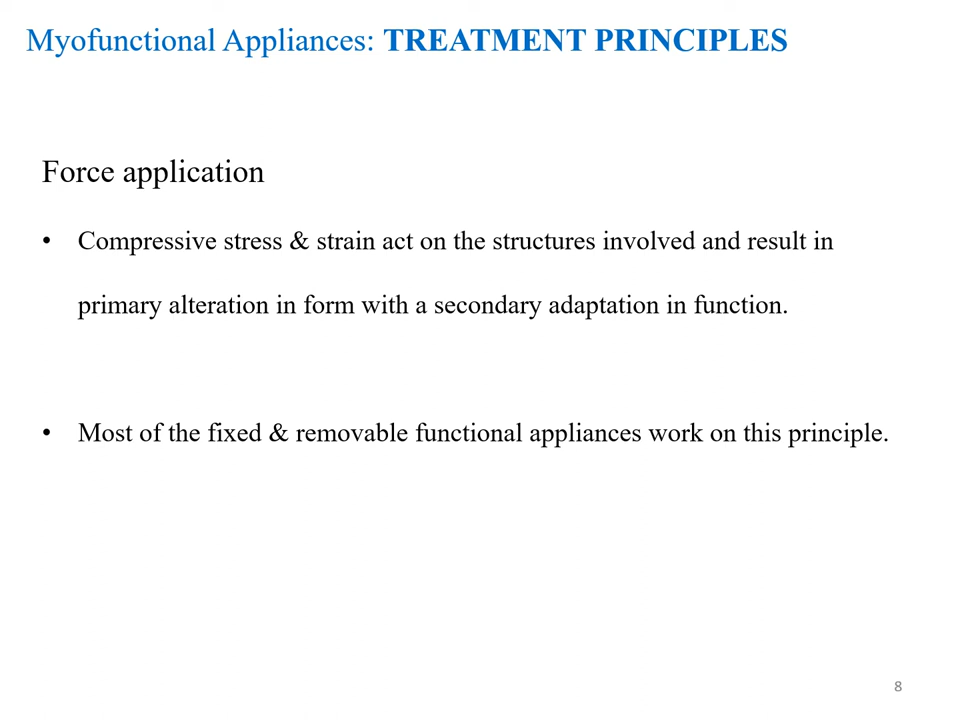 Myofunctional Appliances: TREATMENT PRINCIPLES
Force application
• Compressive stress & strain act on the structures involved and result in
primary alteration in form with a secondary adaptation in function.
• Most of the fixed & removable functional appliances work on this principle.
8